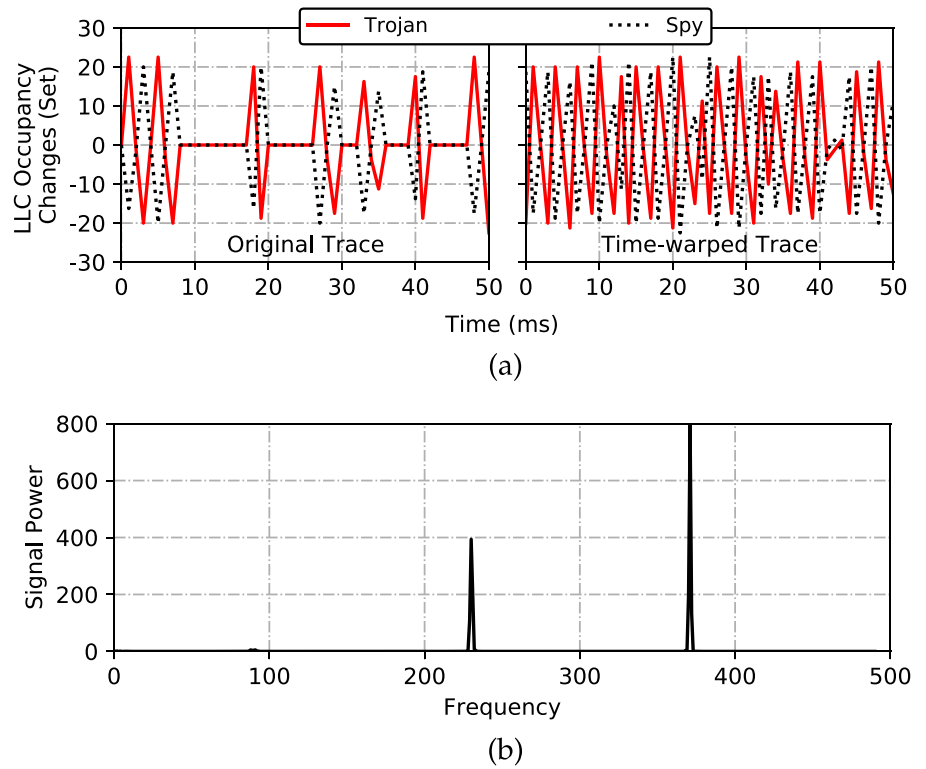 Trojan Spy
30
20
10
0
-10
-20
-30
LLC Occupancy
Changes (Set)
Original Trace Time-warped Trace
0 10 20 30 40 50 0 10 20 30 40 50
Time (ms)
(a)
800
600
400
200
0
Signal Power
0 100 200 300 400 500
Frequency
(b)